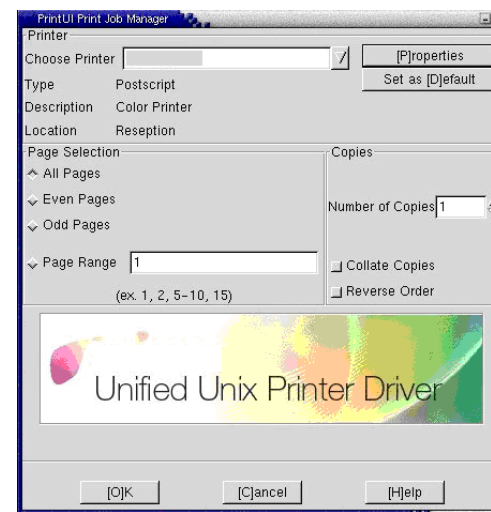 PrintUI Print Job Manager
Printer
Choose Printer
[P]roperties
Type Postscript
Set as [D]efault
Description Color Printer
Location Reseption
Page Selection
Copies
All Pages
Even Pages
Number of Copies 1
Odd Pages
Page Range 1
Collate Copies
(ex. 1, 2, 5-10, 15)
Reverse Order
Unified Unix Printer Driver
[O]K
[C]ancel
[H]elp